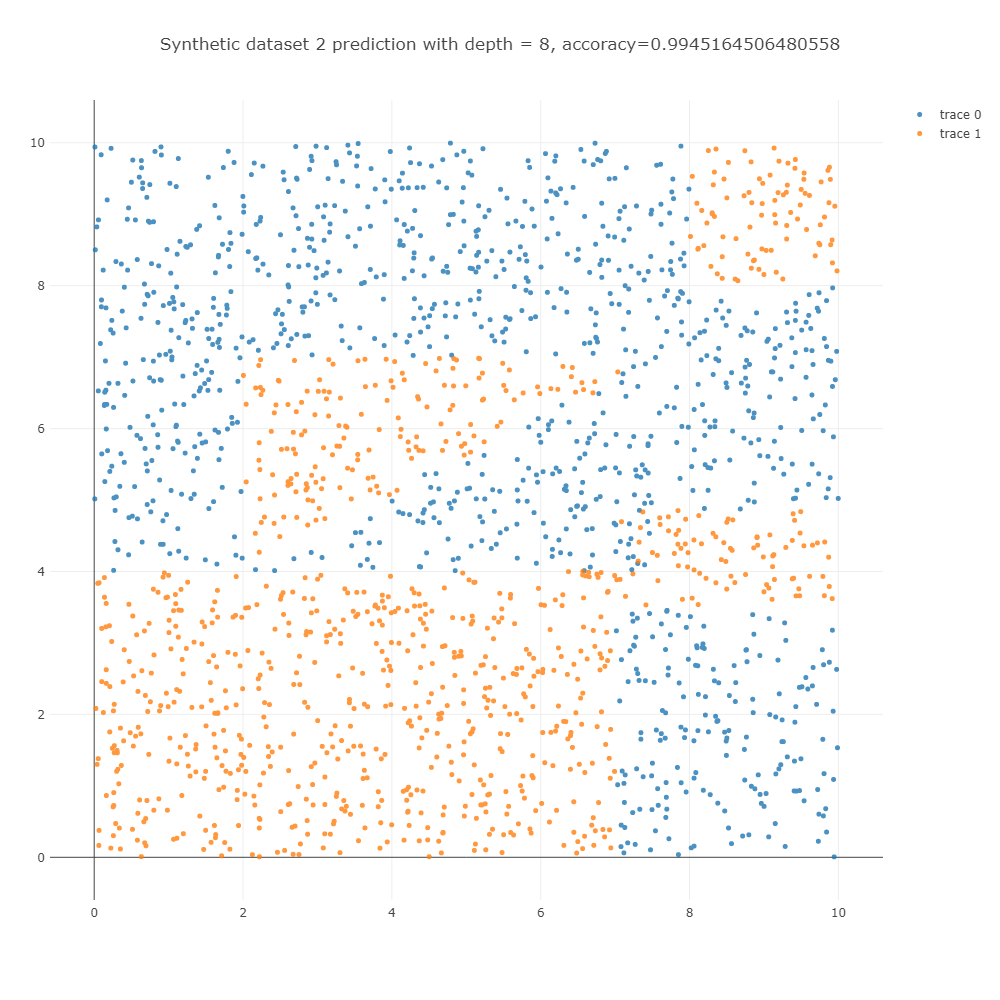 Synthetic dataset 2 prediction with depth = 8, accoracy=0.9945164506480558
trace 0
trace 1
10
8
6
4
2
0
0 2 4 6 8 10